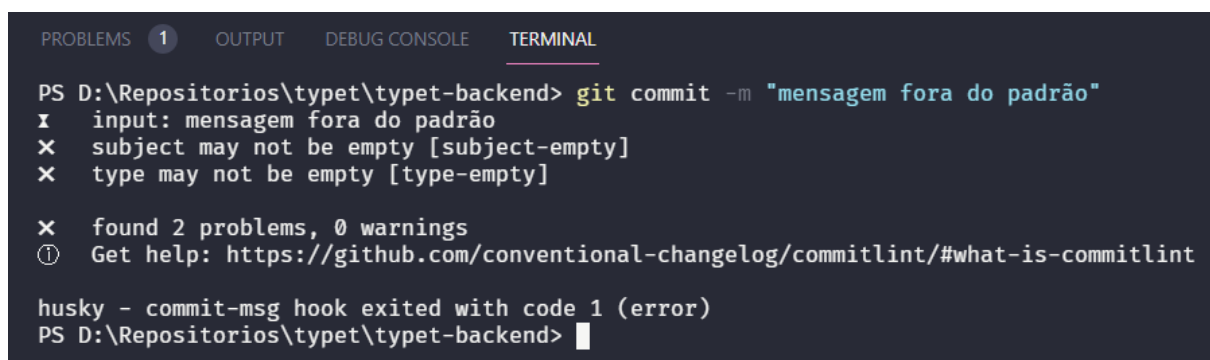 PROBLEMS 1 OUTPUT DEBUG CONSOLE TERMINAL
PS D:\Repositorios\typet\typet-backend> git commit -m "mensagem fora do padrão"
⧗ input: mensagem fora do padrão
✕ subject may not be empty [subject-empty]
✕ type may not be empty [type-empty]
✕ found 2 problems, 0 warnings
ⓘ Get help: https://github.com/conventional-changelog/commitlint/#what-is-commitlint
husky - commit-msg hook exited with code 1 (error)
PS D:\Repositorios\typet\typet-backend>